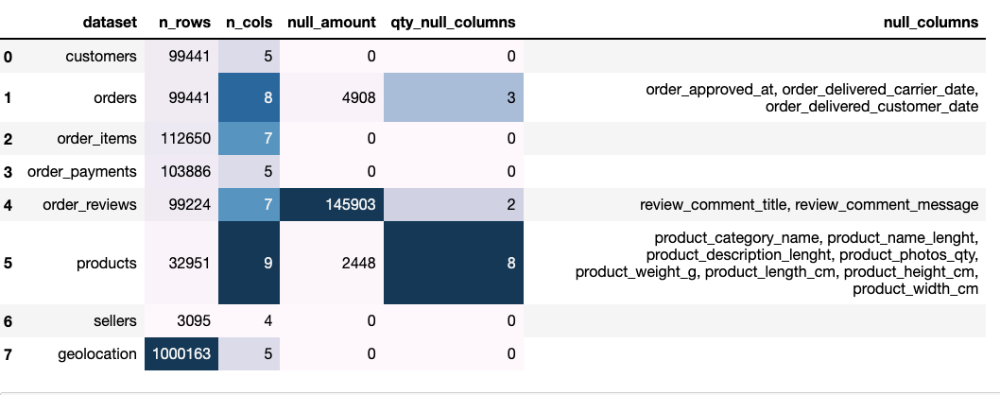 dataset n_rows n_cols null_amount qty_null_columns null_columns
0 customers 99441 5 0 0
1 orders 99441 8 4908 3 order_approved_at, order_delivered_carrier_date,
order_delivered_customer_date
2 order_items 112650 7 0 0
3 order_payments 103886 5 0 0
4 order_reviews 99224 7 145903 2 review_comment_title, review_comment_message
5 products 32951 9 2448 8 product_category_name, product_name_lenght,
product_description_lenght, product_photos_qty,
product_weight_g, product_length_cm, product_height_cm,
product_width_cm
6 sellers 3095 4 0 0
7 geolocation 1000163 5 0 0